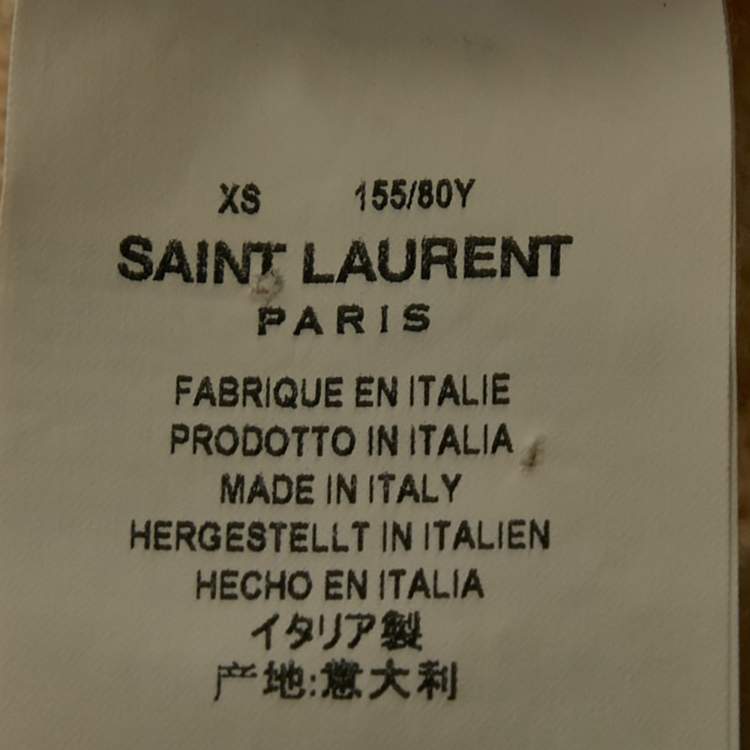 XS 155/80Y
SAINT LAURENT
PARIS
FABRIQUE EN ITALIE
PRODOTTO IN ITALIA
MADE IN ITALY
HERGESTELLT IN ITALIEN
HECHO EN ITALIA
イタリア製
产地:意大利